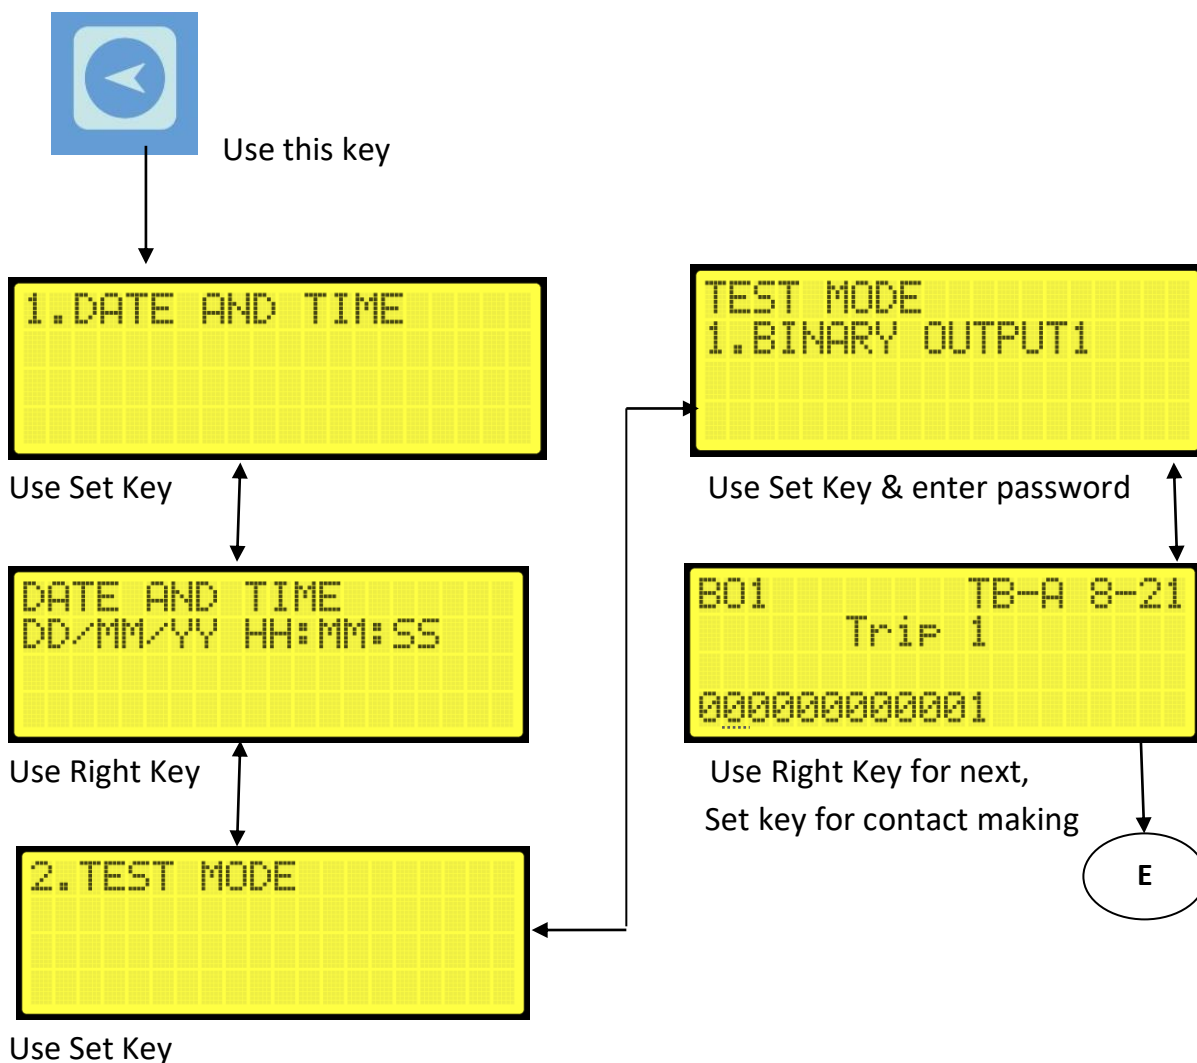 Use this key
1.DATE AND TIME
Use Set Key
DATE AND TIME
DD/MM/YY HH:MM:SS
Use Right Key
2.TEST MODE
Use Set Key
TEST MODE
1.BINARY OUTPUT1
Use Set Key & enter password
BO1 TB-A 8-21
Trip 1
000000000001
Use Right Key for next,
Set key for contact making
E